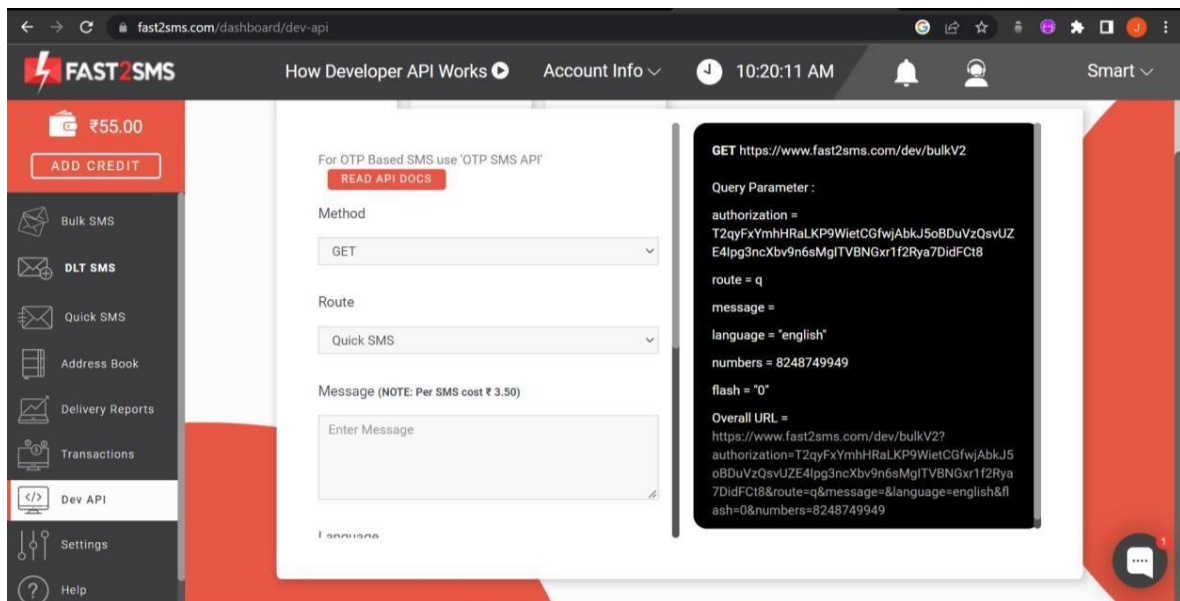 fast2sms.com/dashboard/dev-api
J
FAST2SMS
How Developer API Works
Account Info
10:20:11 AM
Smart
₹55.00
ADD CREDIT
Bulk SMS
DLT SMS
Quick SMS
Address Book
Delivery Reports
Transactions
Dev API
Settings
Help
For OTP Based SMS use 'OTP SMS API'
READ API DOCS
Method
GET
Route
Quick SMS
Message (NOTE: Per SMS cost ₹ 3.50)
Enter Message
Language
GET https://www.fast2sms.com/dev/bulkV2
Query Parameter :
authorization =
T2qyFxYmhHRaLKP9WietCGfwjAbkJ5oBDuVzQsvUZ
E4lpg3ncXbv9n6sMgITVBNGxr1f2Rya7DidFCt8
route = q
message =
language = "english"
numbers = 8248749949
flash = "0"
Overall URL =
https://www.fast2sms.com/dev/bulkV2?
authorization=T2qyFxYmhHRaLKP9WietCGfwjAbkJ5
oBDuVzQsvUZE4lpg3ncXbv9n6sMgITVBNGxr1f2Rya
7DidFCt8&route=q&message=&language=english&fl
ash=0&numbers=8248749949
1